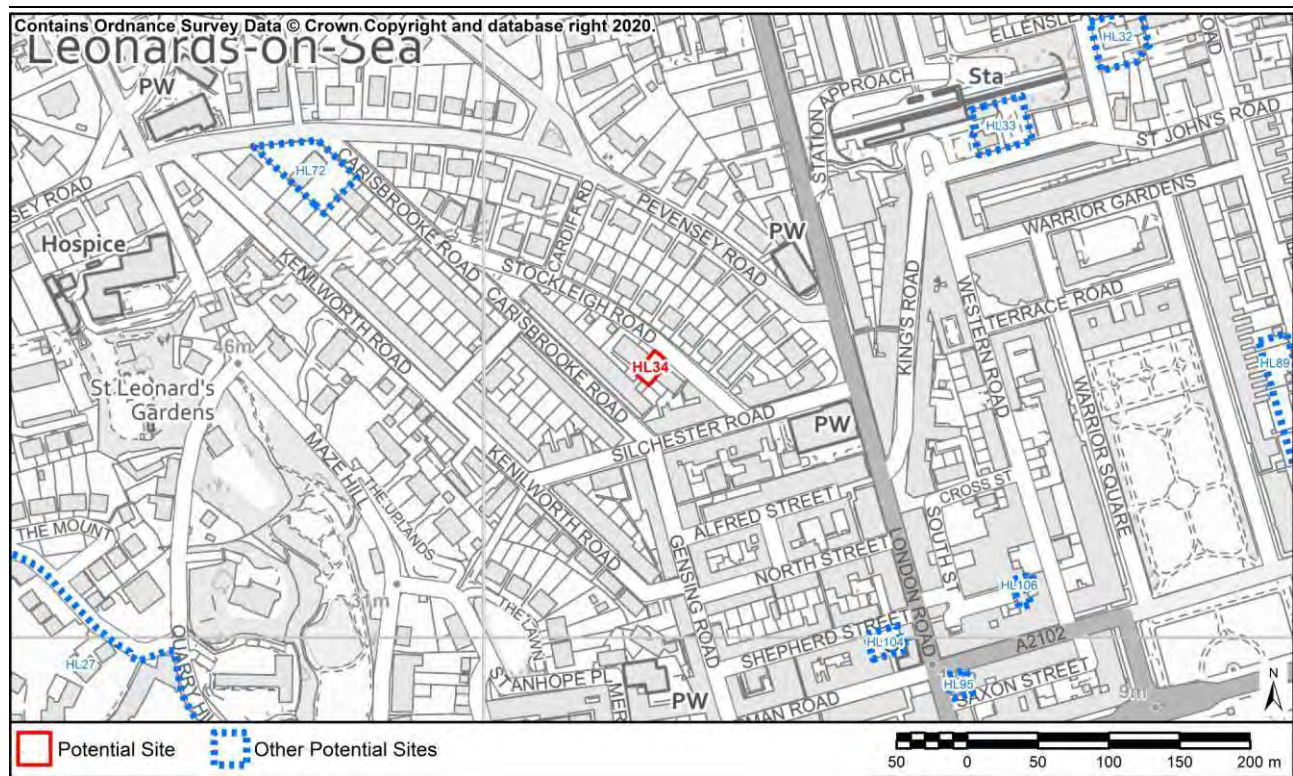 Contains Ordnance Survey Data © Crown Copyright and database right 2020.
Leonards-on-Sea
PW
ELLENSLE
HL32
OAD
STATION APPROACH
Sta
HL33
ST JOHN'S ROAD
HL72
CARISBROOKE ROAD
CARDIFF RD
PEVENSEY ROAD
PW
WARRIOR GARDENS
SEY ROAD
Hospice
KENILWORTH ROAD
STOCKLEIGH ROAD
CARISBROOKE ROAD
KING'S ROAD
WESTERN ROAD
TERRACE ROAD
46m
HL34
HL89
St Leonard's
Gardens
SILCHESTER ROAD
PW
WARRIOR SQUARE
MAZE HILL
THE UPLANDS
KENILWORTH ROAD
CROSS ST
ALFRED STREET
SOUTH ST
THE MOUNT
GENSING ROAD
NORTH STREET
LONDON ROAD
HL106
31m
THE LAWN
SHEPHERD STREET
HL104
A2102
HL27
QUARRY HI
STANHOPE PL
MER
PW
MAN ROAD
HL95
SAXON STREET
9m
N
Potential Site
Other Potential Sites
50 0 50 100 150 200 m